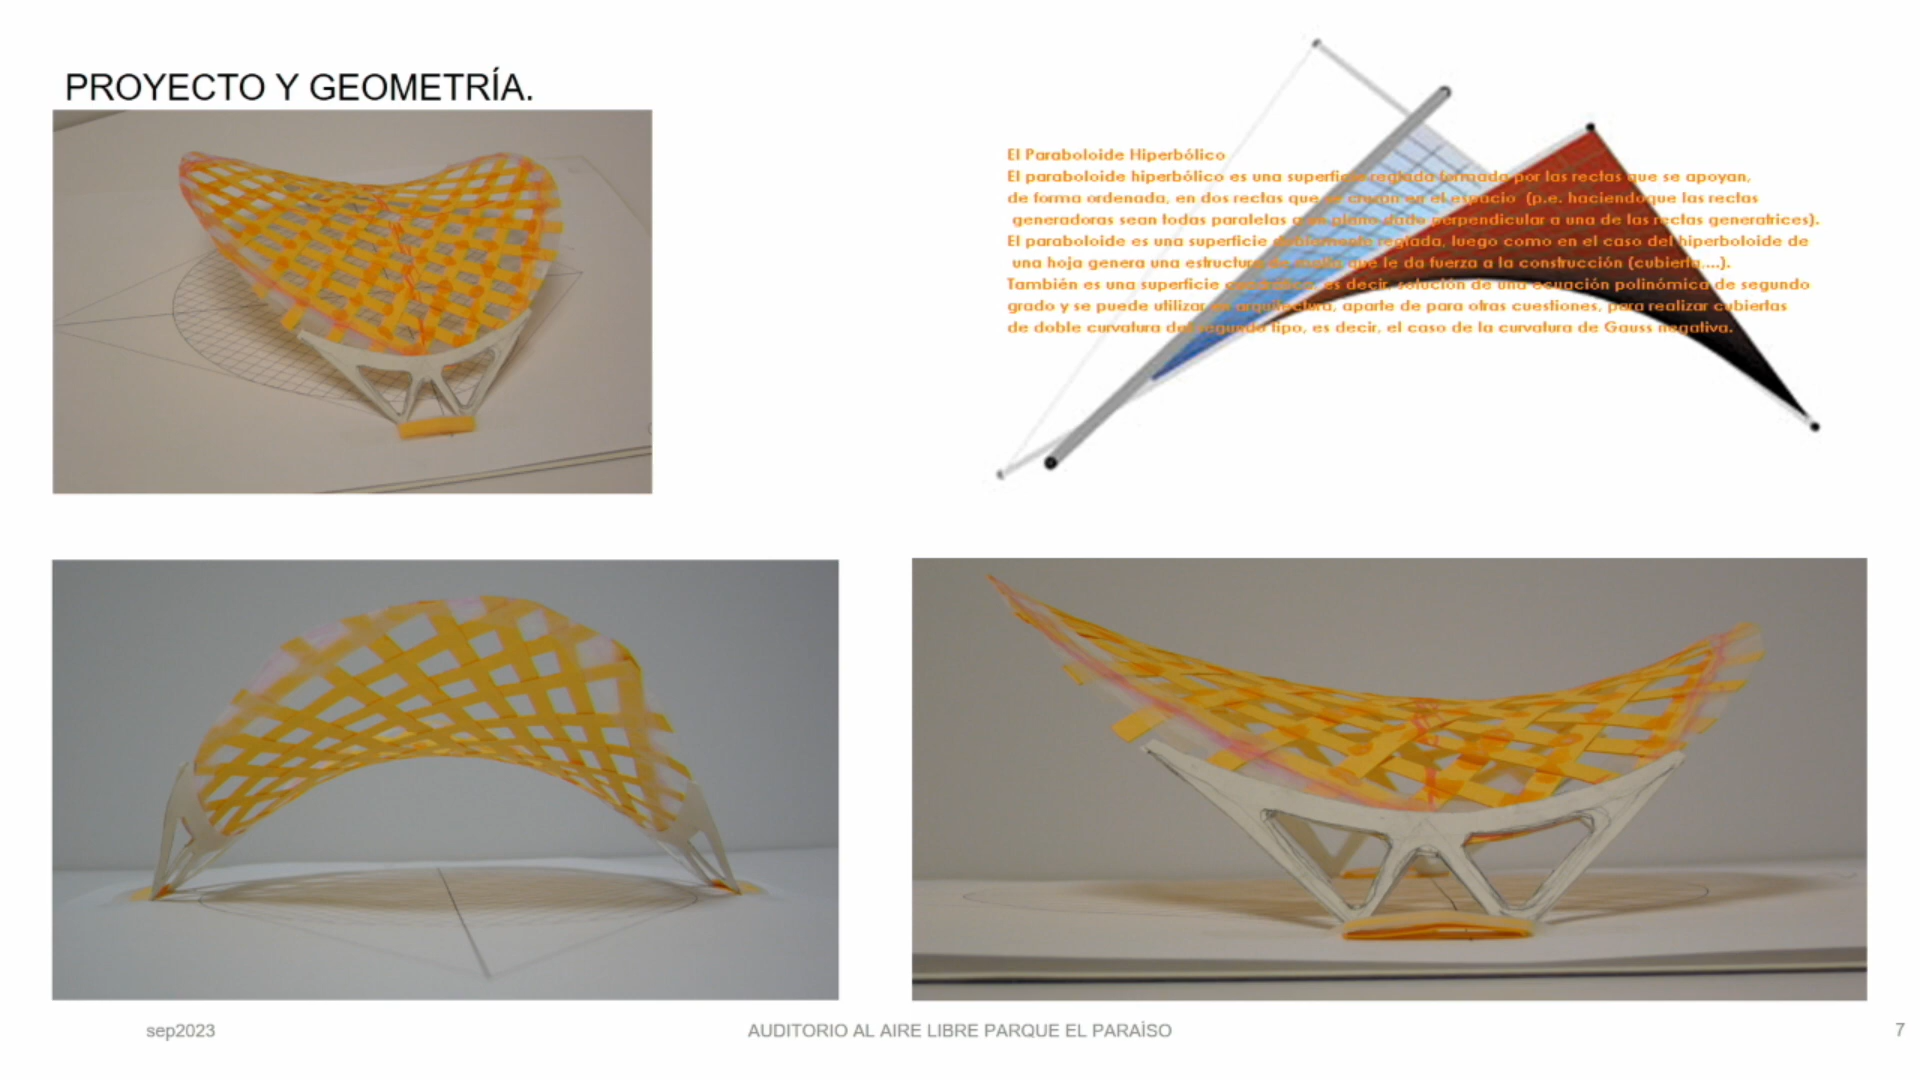 PROYECTO Y GEOMETRÍA.
El Paraboloide Hiperbólico
El paraboloide hiperbólico es una superficie reglada formada por las rectas que se apoyan,
de forma ordenada, en dos rectas que se cruzan en el espacio (p.e. haciendo que las rectas
generadoras sean todas paralelas a un plano dado perpendicular a una de las rectas generatrices).
El paraboloide es una superficie doblemente reglada, luego como en el caso del hiperboloide de
una hoja genera una estructura de malla que le da fuerza a la construcción (cubierta,...).
También es una superficie es decir, solución de una ecuación polinómica de segundo
grado y se puede utilizar en arquitectura, aparte de para otras cuestiones, para realizar cubiertas
de doble curvatura del segundo tipo, es decir, el caso de la curvatura de Gauss negativa.
sep2023
AUDITORIO AL AIRE LIBRE PARQUE EL PARAÌSO
7